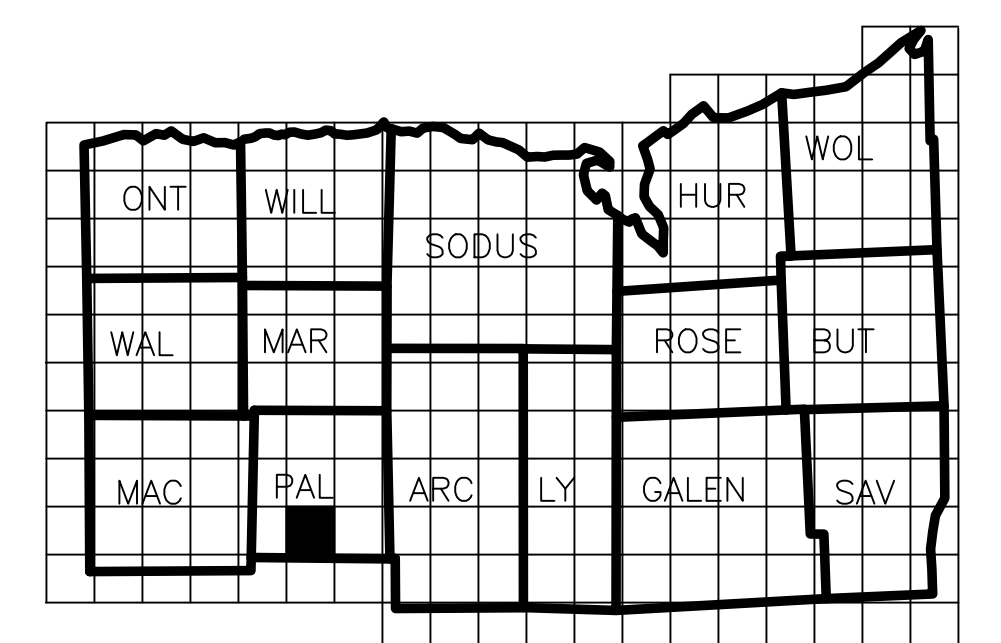 ONT
WILL
SODUS
HUR
WOL
WAL
MAR
ROSE
BUT
MAC
PAL
ARC
LY
GALEN
SAV